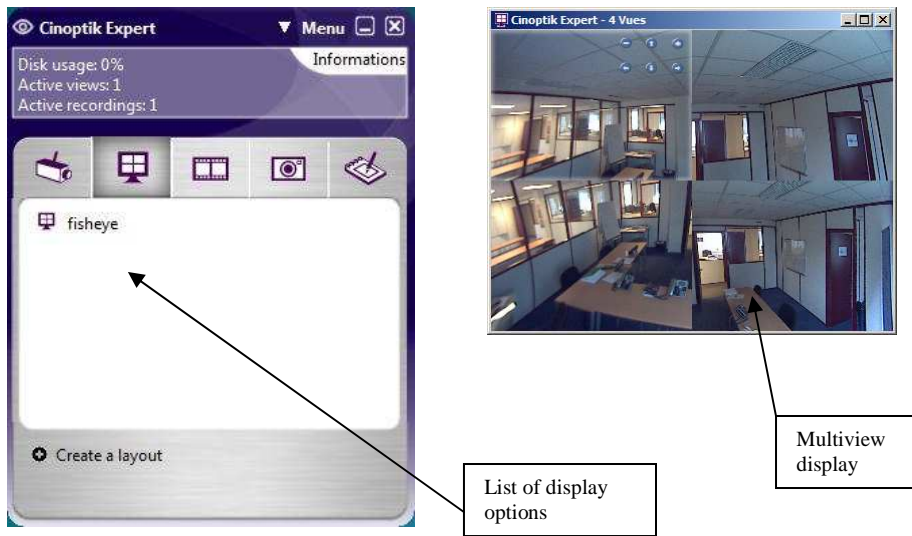 Cinoptik Expert
Menu
Disk usage: 0%
Informations
Active views: 1
Active recordings: 1
fisheye
Create a layout
Cinoptik Expert - 4 Vues
List of display
options
Multiview
display